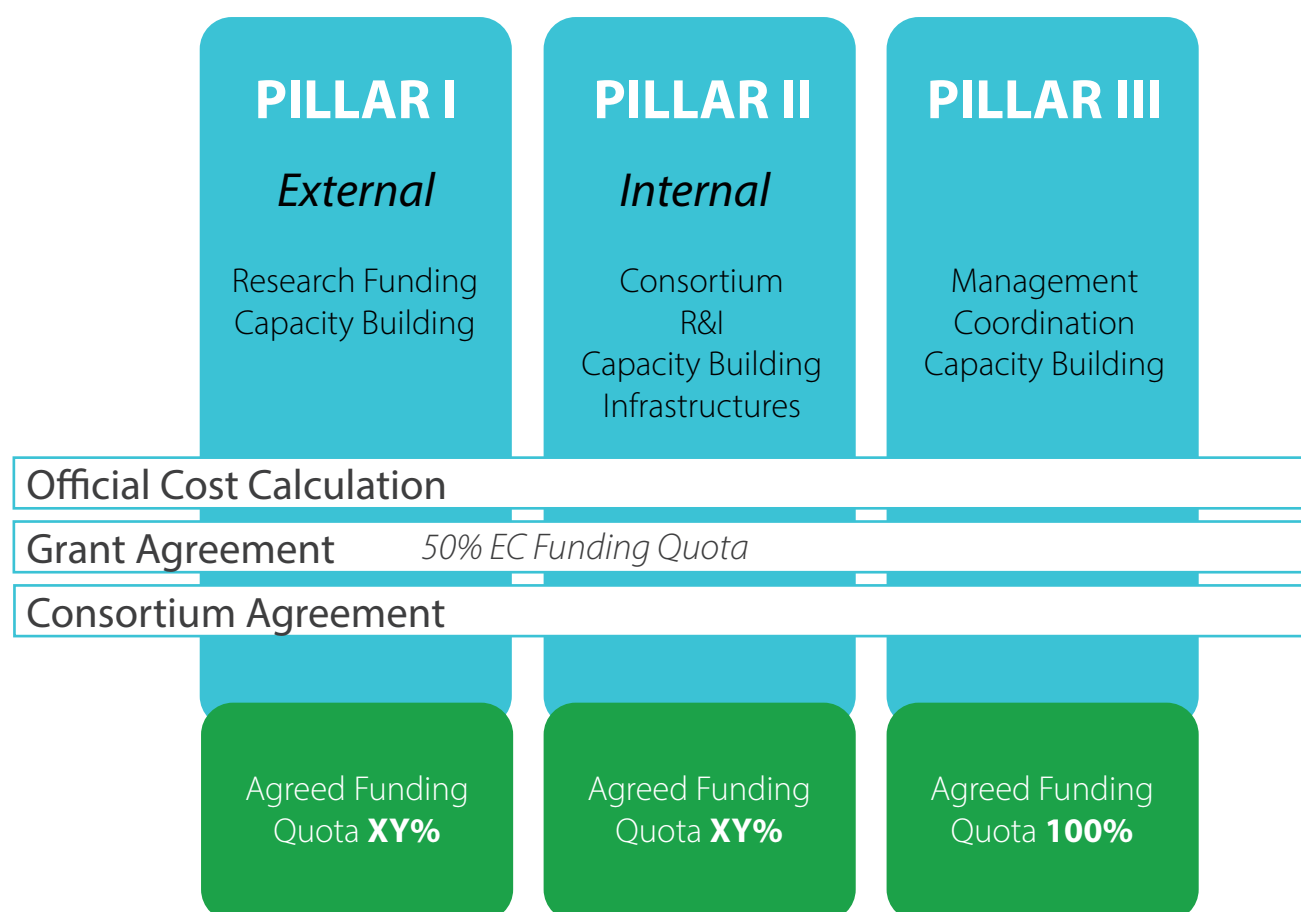 PILLAR I
External
Research Funding
Capacity Building
PILLAR II
Internal
Consortium
R&I
Capacity Building
Infrastructures
PILLAR III
Management
Coordination
Capacity Building
Official Cost Calculation
Grant Agreement 50% EC Funding Quota
Consortium Agreement
Agreed Funding
Quota XY%
Agreed Funding
Quota XY%
Agreed Funding
Quota 100%